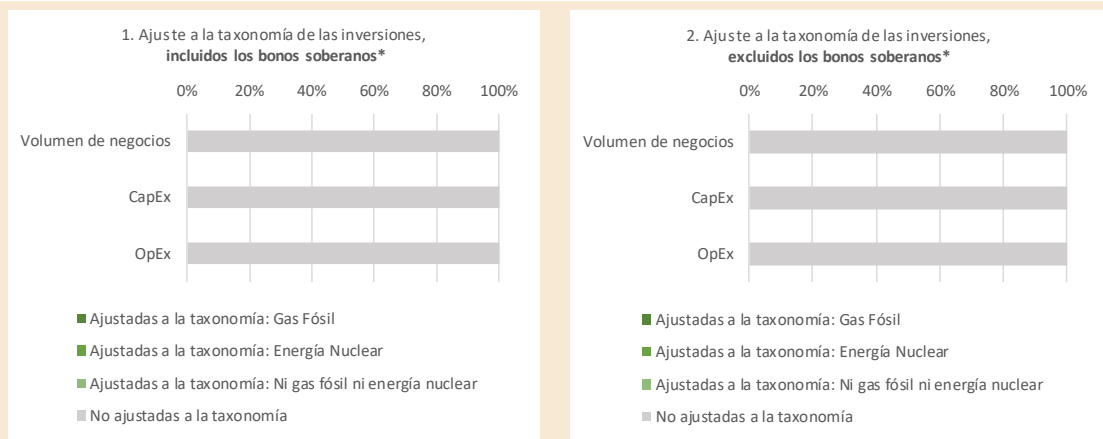 1. Ajuste a la taxonomía de las inversiones,
incluidos los bonos soberanos*
0% 20% 40% 60% 80% 100%
Volumen de negocios
CapEx
OpEx
Ajustadas a la taxonomía: Gas Fósil
Ajustadas a la taxonomía: Energía Nuclear
Ajustadas a la taxonomía: Ni gas fósil ni energía nuclear
No ajustadas a la taxonomía
2. Ajuste a la taxonomía de las inversiones,
excluidos los bonos soberanos*
0% 20% 40% 60% 80% 100%
Volumen de negocios
CapEx
OpEx
Ajustadas a la taxonomía: Gas Fósil
Ajustadas a la taxonomía: Energía Nuclear
Ajustadas a la taxonomía: Ni gas fósil ni energía nuclear
No ajustadas a la taxonomía